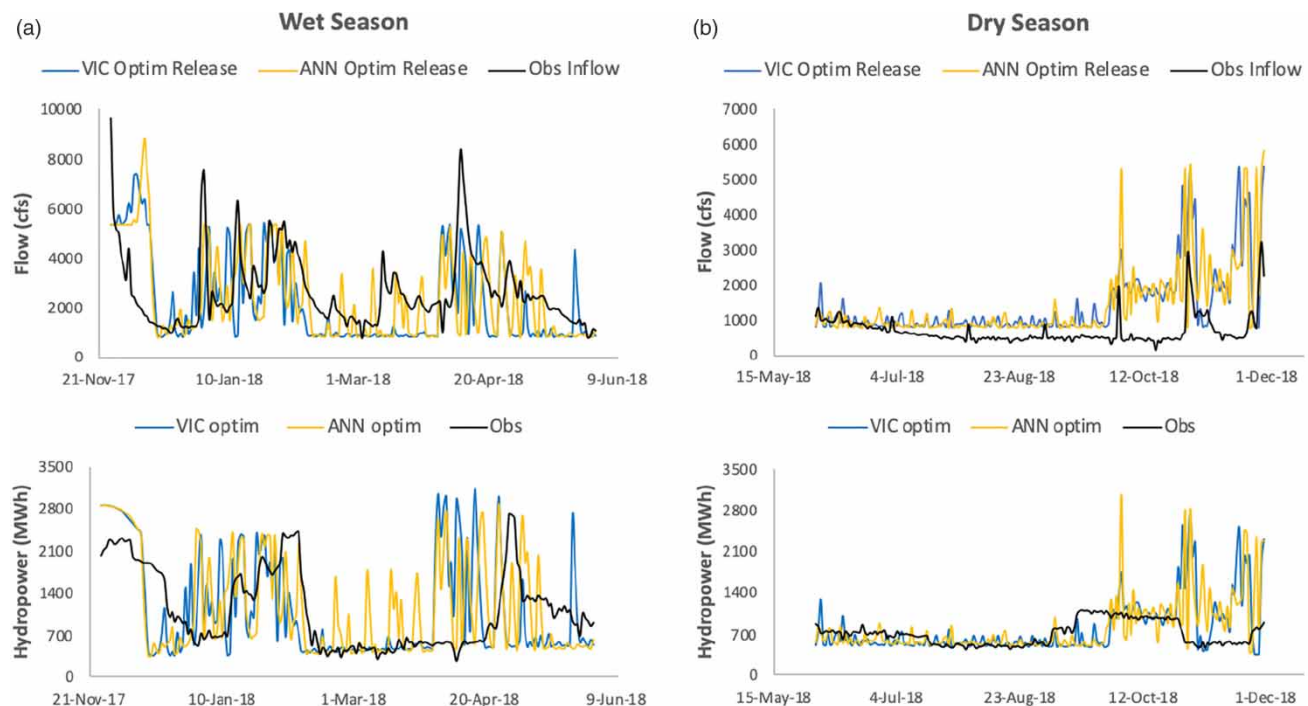 (a)
Wet Season
VIC Optim Release ANN Optim Release Obs Inflow
Flow (cfs)
10000
8000
6000
4000
2000
0
21-Nov-17 10-Jan-18 1-Mar-18 20-Apr-18 9-Jun-18
VIC optim ANN optim Obs
Hydropower (MWh)
3500
2800
2100
1400
700
0
21-Nov-17 10-Jan-18 1-Mar-18 20-Apr-18 9-Jun-18
(b)
Dry Season
VIC Optim Release ANN Optim Release Obs Inflow
Flow (cfs)
7000
6000
5000
4000
3000
2000
1000
0
15-May-18 4-Jul-18 23-Aug-18 12-Oct-18 1-Dec-18
VIC optim ANN optim Obs
Hydropower (MWh)
3500
2800
2100
1400
700
0
15-May-18 4-Jul-18 23-Aug-18 12-Oct-18 1-Dec-18